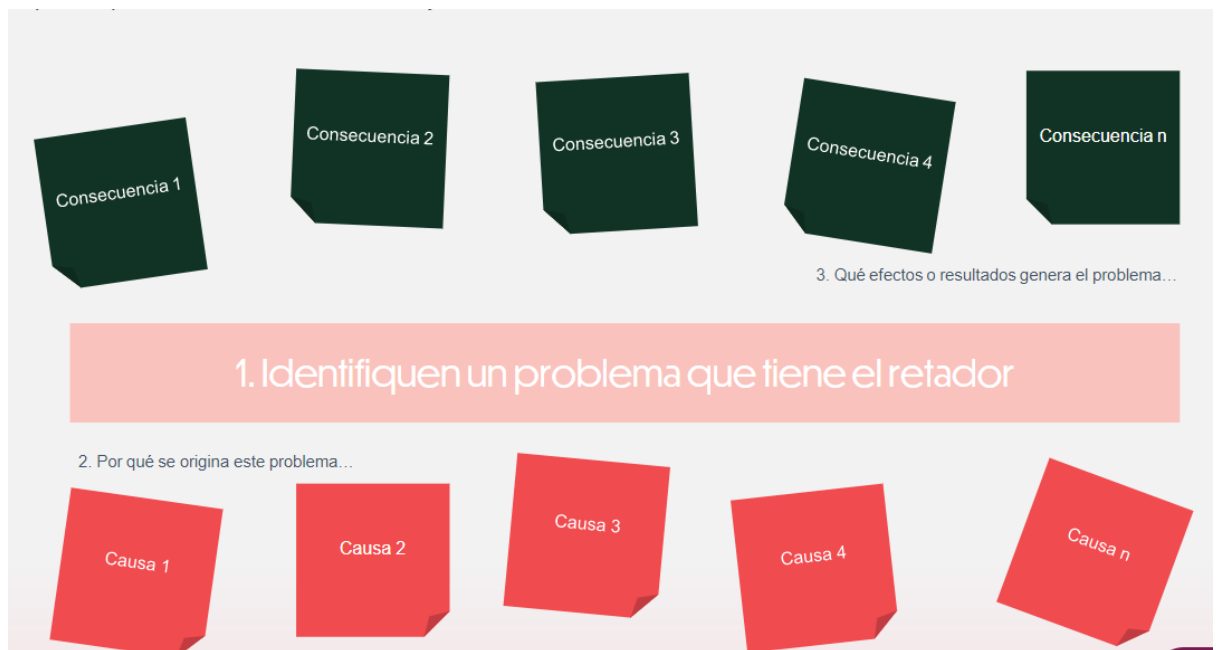 Consecuencia 1
Consecuencia 2
Consecuencia 3
Consecuencia 4
Consecuencia n
3. Qué efectos o resultados genera el problema…
1. Identifiquen un problema que tiene el retador
2. Por qué se origina este problema…
Causa 1
Causa 2
Causa 3
Causa 4
Causa n